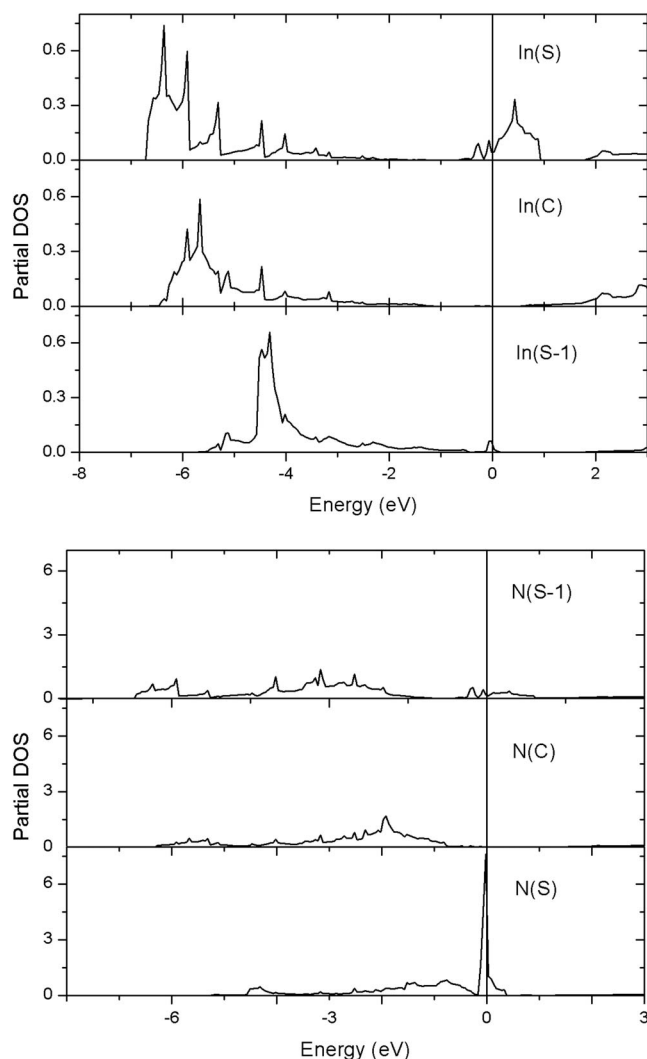 Partial DOS
0.6
0.3
0.0
In(S)
0.6
0.3
0.0
In(C)
0.6
0.3
0.0
In(S-1)
-8 -6 -4 -2 0 2
Energy (eV)
Partial DOS
6
3
0
N(S-1)
6
3
0
N(C)
6
3
0
N(S)
-6 -3 0 3
Energy (eV)